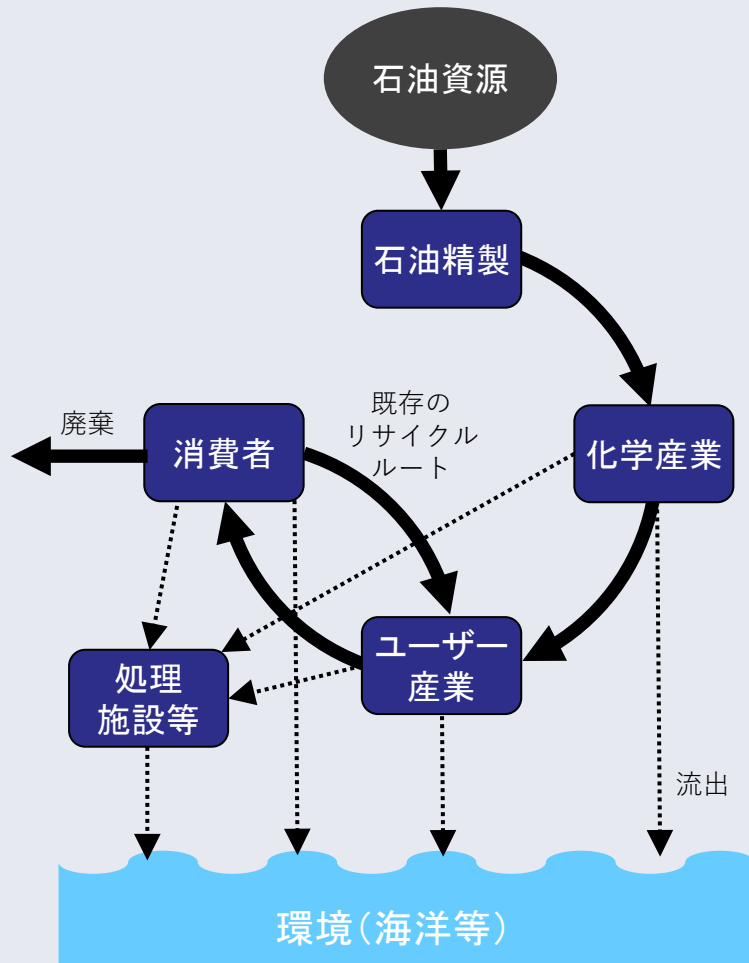 石油資源
石油精製
廃棄
消費者
既存の
リサイクル
ルート
化学産業
処理
施設等
ユーザー
産業
流出
環境（海洋等）